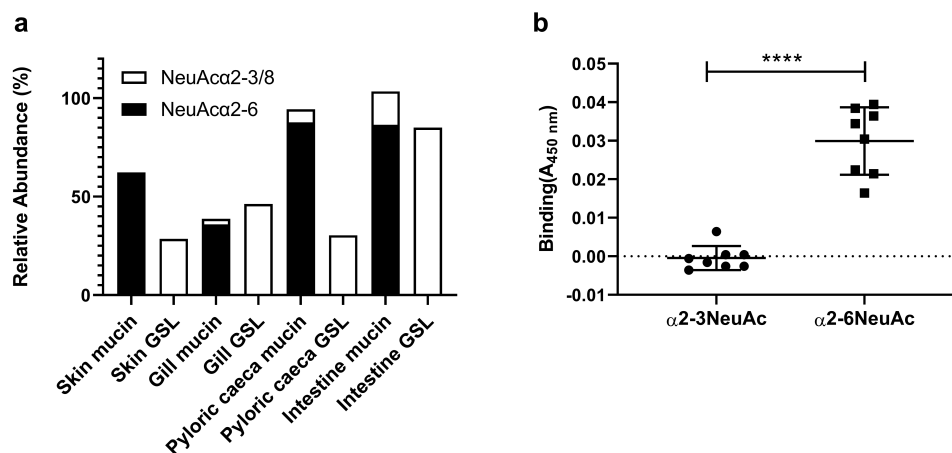 a
Relative Abundance (%)
100
50
0
NeuAcα2-3/8
NeuAcα2-6
Skin mucin
Skin GSL
Gill mucin
Gill GSL
Pyloric caeca mucin
Pyloric caeca GSL
Intestine mucin
Intestine GSL
b
Binding(A450 nm)
0.05
0.04
0.03
0.02
0.01
0.00
-0.01
****
α2-3NeuAc
α2-6NeuAc